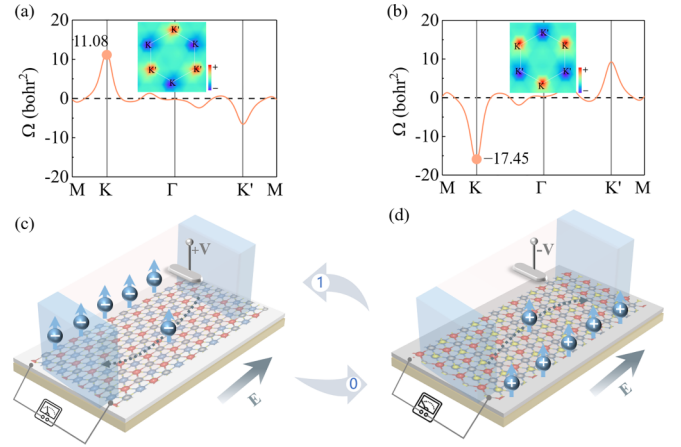 (a)
20
10
0
-10
-20
Ω (bohr²)
11.08
K'
K
K
K'
K'
K
+
−
M K Γ K' M
(b)
20
10
0
-10
-20
Ω (bohr²)
−17.45
K'
K
K
K'
K'
K
+
−
M K Γ K' M
(c)
+V
− − − − − −
E
1
0
(d)
-V
+ + + + + +
E